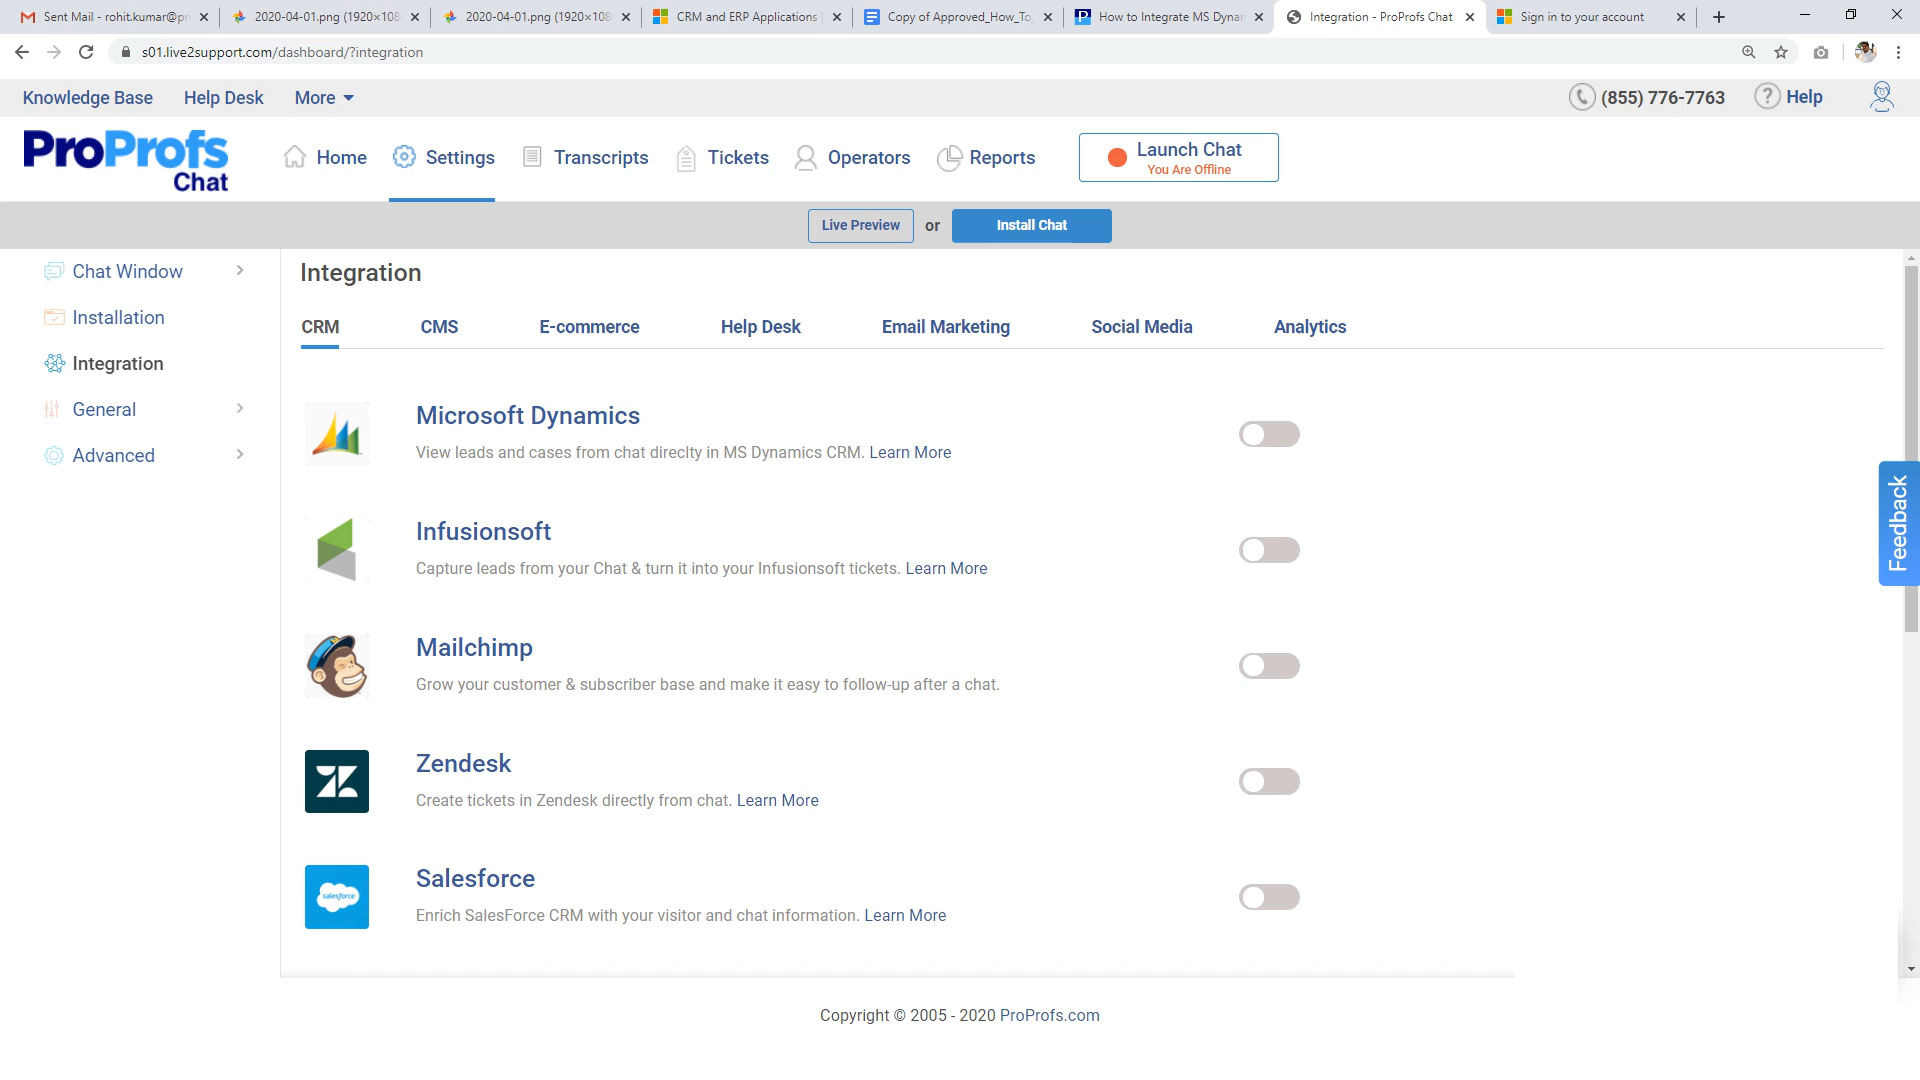 Sent Mail - rohit.kumar@pr
2020-04-01.png (1920×108
2020-04-01.png (1920×108
CRM and ERP Applications
Copy of Approved_How_To_
How to Integrate MS Dynam
Integration - ProProfs Chat
Sign in to your account
s01.live2support.com/dashboard/?integration
Knowledge Base
Help Desk
More
(855) 776-7763
? Help
ProProfs
Chat
Home
Settings
Transcripts
Tickets
Operators
Reports
Launch Chat
You Are Offline
Live Preview
or
Install Chat
Chat Window
Installation
Integration
General
Advanced
Integration
CRM
CMS
E-commerce
Help Desk
Email Marketing
Social Media
Analytics
Microsoft Dynamics
View leads and cases from chat direclty in MS Dynamics CRM. Learn More
Infusionsoft
Capture leads from your Chat & turn it into your Infusionsoft tickets. Learn More
Mailchimp
Grow your customer & subscriber base and make it easy to follow-up after a chat.
Zendesk
Create tickets in Zendesk directly from chat. Learn More
salesforce
Salesforce
Enrich SalesForce CRM with your visitor and chat information. Learn More
Feedback
Copyright © 2005 - 2020 ProProfs.com